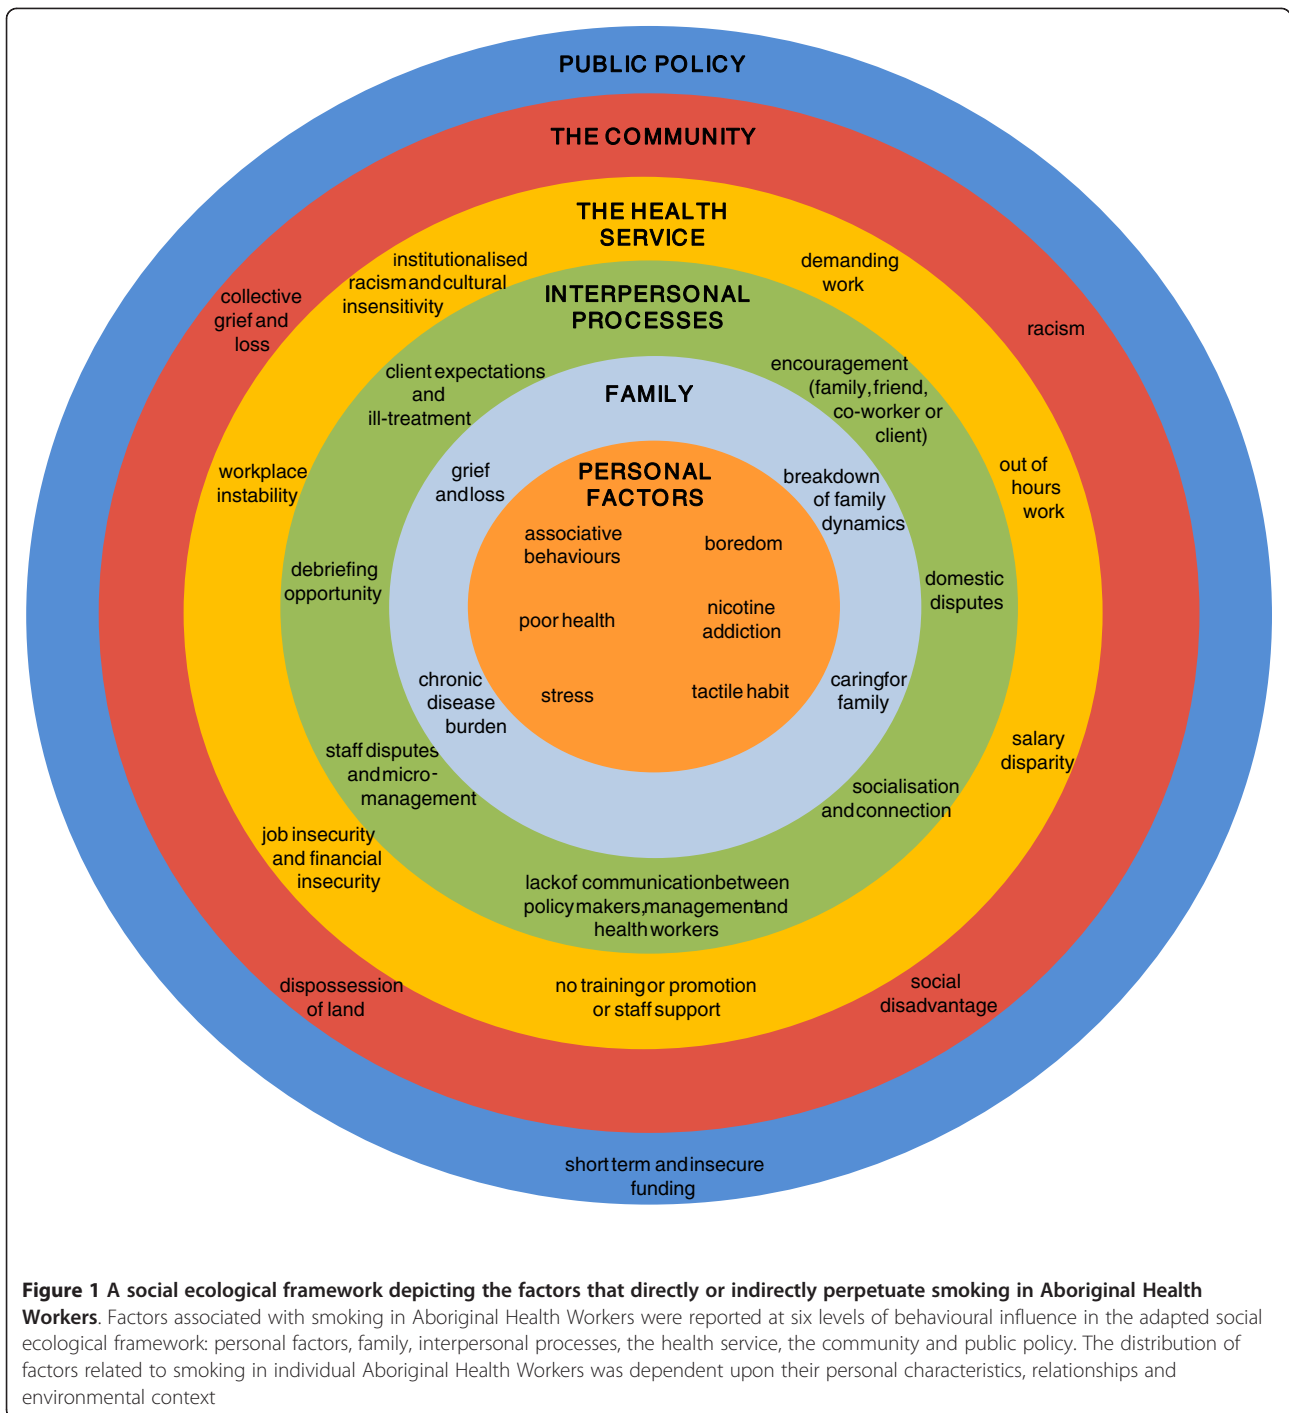 PUBLIC POLICY
THE COMMUNITY
THE HEALTH
SERVICE
institutionalised
racism and cultural
insensitivity
demanding
work
collective
grief and
loss
racism
INTERPERSONAL
PROCESSES
client expectations
and
ill-treatment
encouragement
(family, friend,
co-worker or
client)
FAMILY
workplace
instability
grief
and loss
PERSONAL
FACTORS
breakdown
of family
dynamics
out of
hours
work
associative
behaviours
boredom
debriefing
opportunity
domestic
disputes
poor health
nicotine
addiction
chronic
disease
burden
stress
tactile habit
caring for
family
staff disputes
and micro-
management
salary
disparity
socialisation
and connection
job insecurity
and financial
insecurity
lack of communication between
policy makers, management and
health workers
dispossession
of land
no training or promotion
or staff support
social
disadvantage
short term and insecure
funding
Figure 1 A social ecological framework depicting the factors that directly or indirectly perpetuate smoking in Aboriginal Health
Workers. Factors associated with smoking in Aboriginal Health Workers were reported at six levels of behavioural influence in the adapted social
ecological framework: personal factors, family, interpersonal processes, the health service, the community and public policy. The distribution of
factors related to smoking in individual Aboriginal Health Workers was dependent upon their personal characteristics, relationships and
environmental context